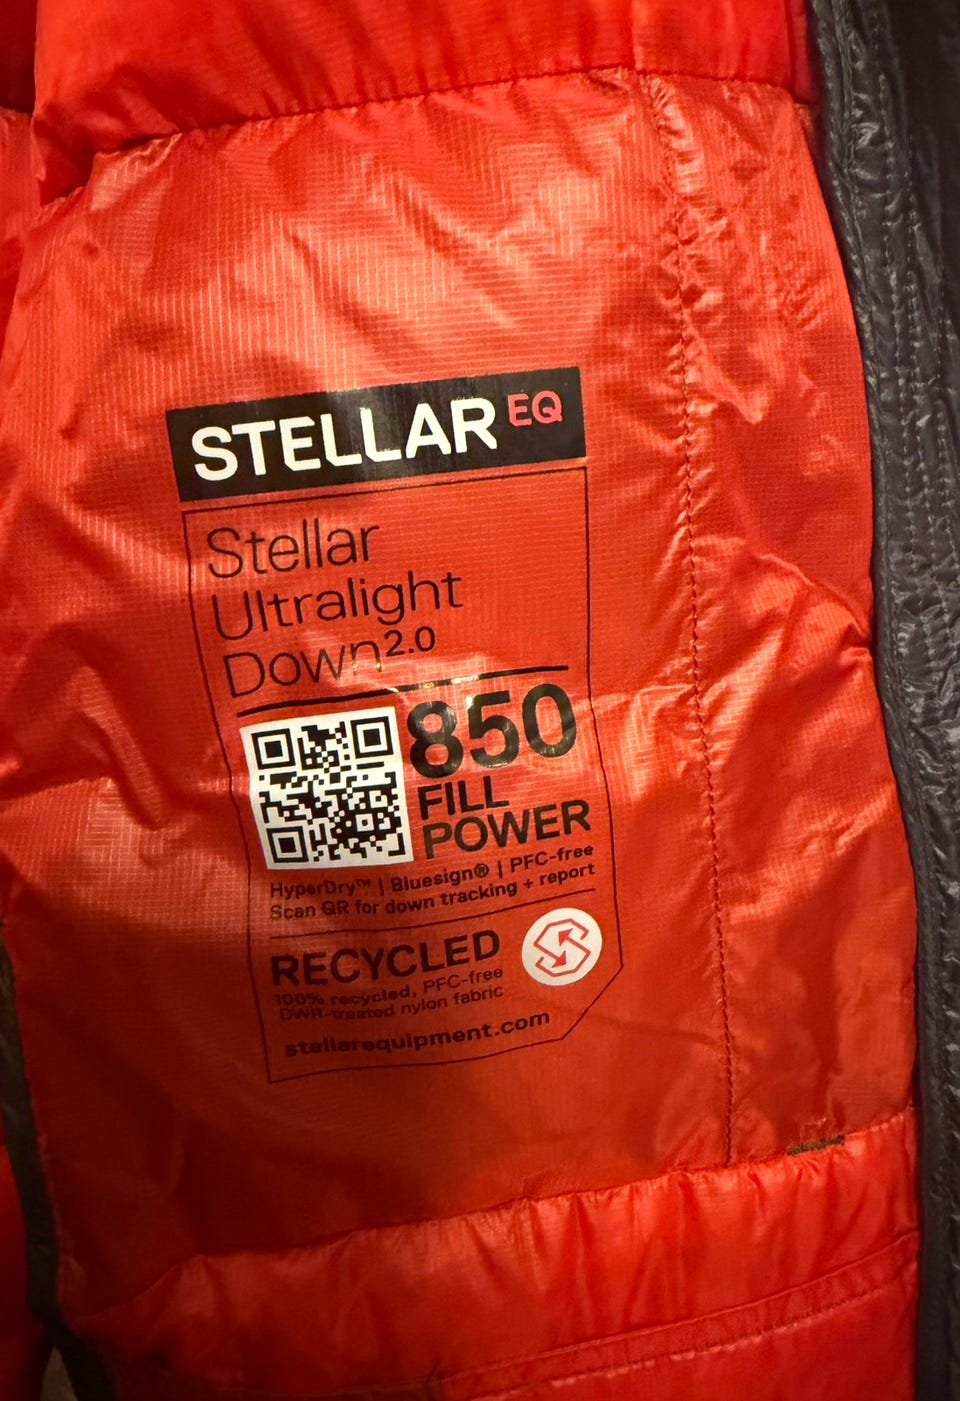 STELLAR EQ
Stellar
Ultralight
Down2.0
850
FILL
POWER
HyperDry™ | Bluesign® | PFC-free
Scan QR for down tracking + report
RECYCLED
100% recycled, PFC-free
DWR-treated nylon fabric
stellarequipment.com